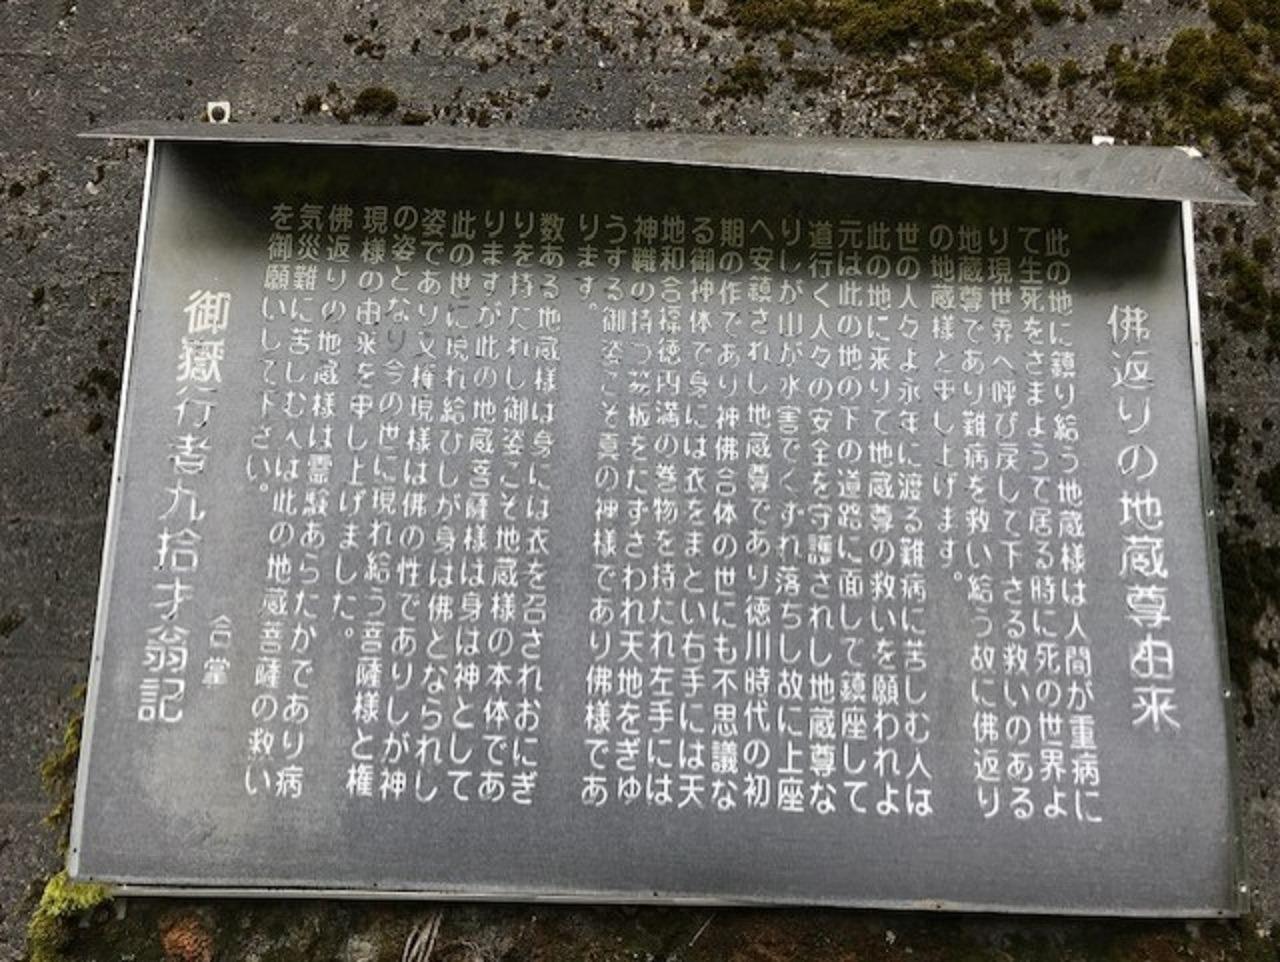 佛返りの地蔵尊由来
此の地に鎮り給う地蔵様は人間が重病に
て生死をさまようて居る時に死の世界よ
り現世界へ呼び戻して下さる救いのある
地蔵尊であり難病を救い給う故に佛返り
の地蔵様と申し上げます。
世の人々よ永年に渡る難病に苦しむ人は
此の地に来りて地蔵尊の救いを願われよ
元は此の地の下の道路に面して鎮座して
道行く人々の安全を守護されし地蔵尊な
りしが山が水害でくずれ落ちし故に上座
へ安鎮されし地蔵尊であり徳川時代の初
期の作であり神佛合体の世にも不思議な
る御神体で身には衣をまとい右手には天
地和合福徳円満の巻物を持たれ左手には
神職の持つ笏板をたずさわれ天地をぎゆ
うする御姿こそ真の神様であり佛様であ
ります。
数ある地蔵様は身には衣を召されおにぎ
りを持たれし御姿こそ地蔵様の本体であ
りますが此の地蔵菩薩様は身は神として
此の世に現れ給ひしが身は佛となられし
姿であり又権現様は佛の性でありしが神
の姿となり今の世に現れ給う菩薩様と権
現様の由来を申し上げました。
佛返りの地蔵様は霊験あらたかであり病
気災難に苦しむ人は此の地蔵菩薩の救い
を御願いして下さい。
合掌
御嶽行者九拾才翁記